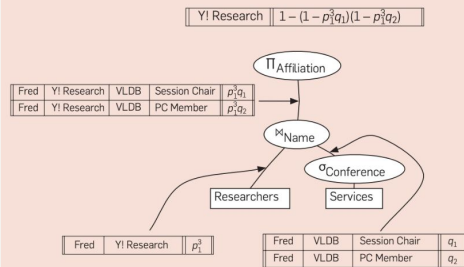 Y! Research 1 − (1 − p₁³q₁)(1 − p₁³q₂)
Π Affiliation
Fred Y! Research VLDB Session Chair p₁³q₁
Fred Y! Research VLDB PC Member p₁³q₂
⋈ Name
σ Conference
Researchers Services
Fred Y! Research p₁³
Fred VLDB Session Chair q₁
Fred VLDB PC Member q₂